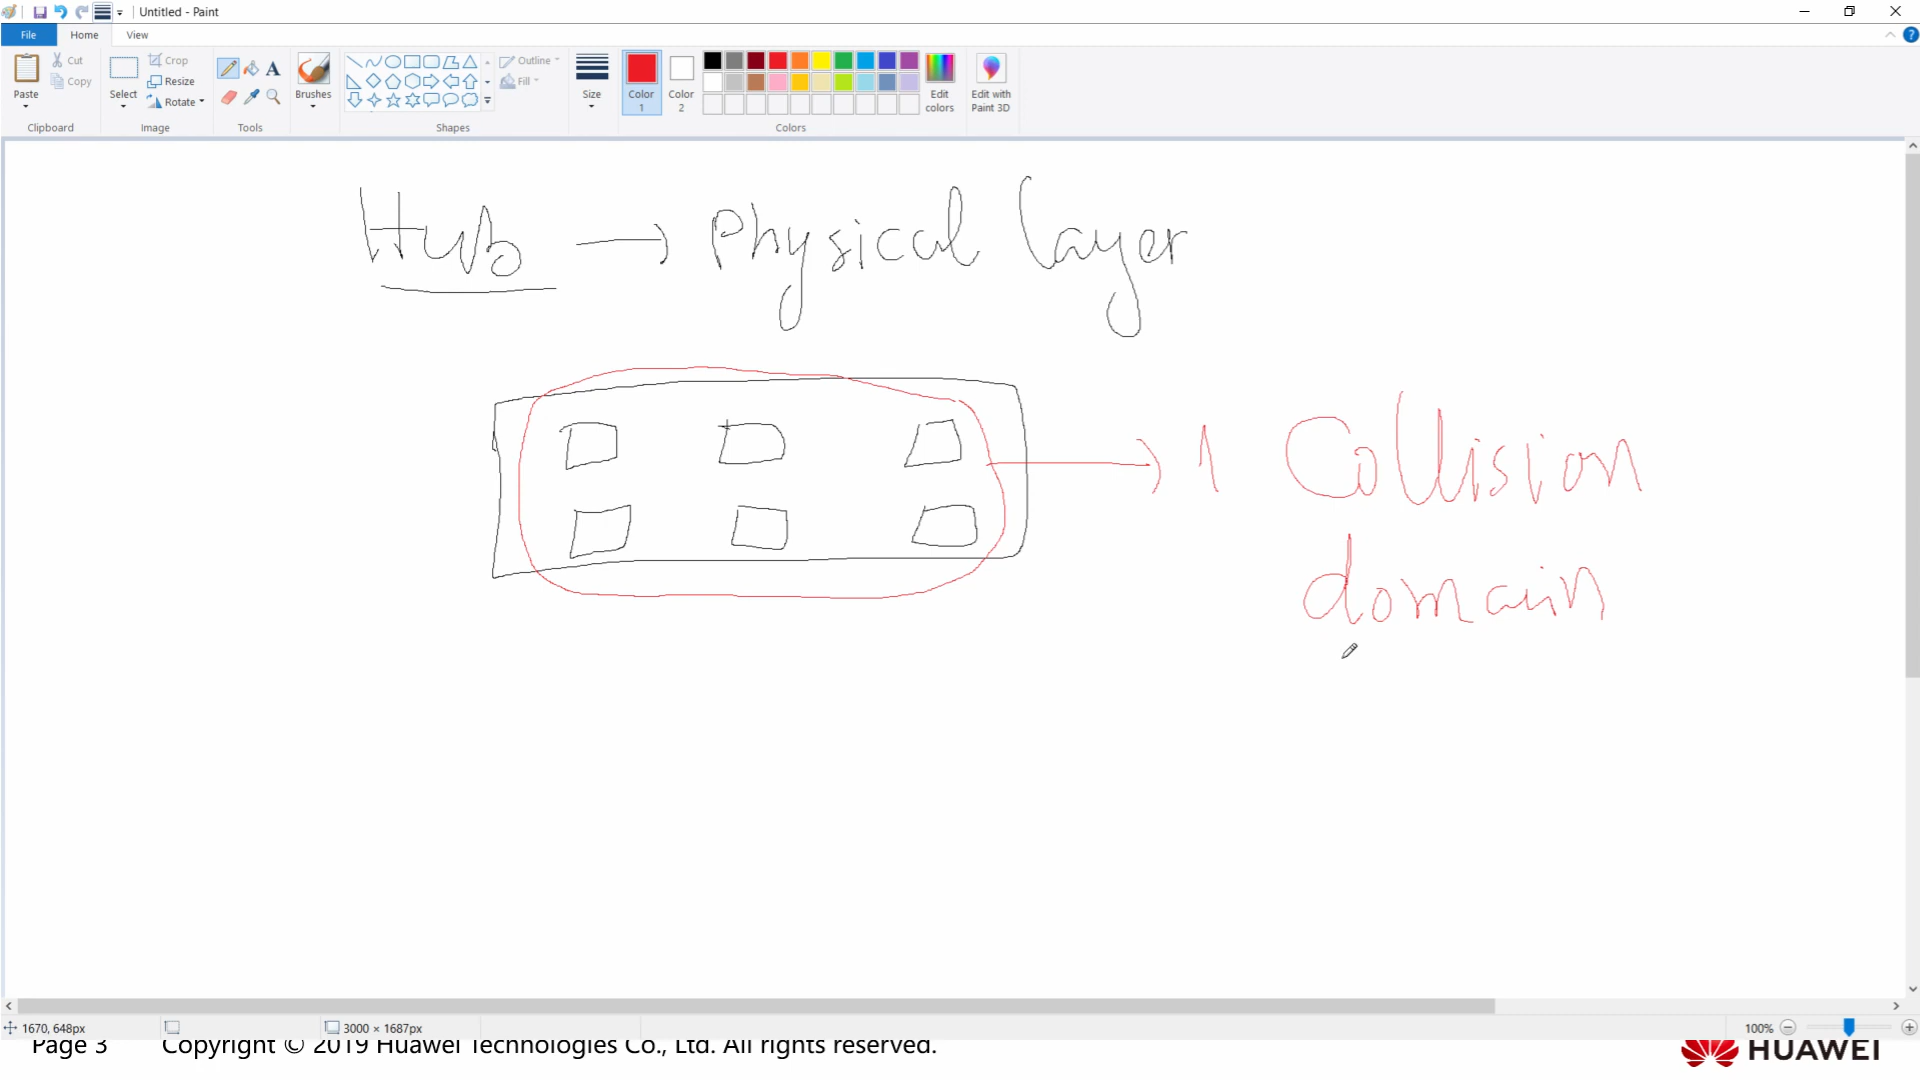 Untitled - Paint
File Home View
Paste
Cut
Copy
Clipboard
Select
Crop
Resize
Rotate
Image
Tools
Brushes
Shapes
Outline
Fill
Size
Color 1
Color 2
Edit colors
Edit with Paint 3D
Colors
Hub → Physical Layer
→ 1 Collision
domain
1670, 648px
3000 × 1687px
100%
Page 3 Copyright © 2019 Huawei Technologies Co., Ltd. All rights reserved.
HUAWEI